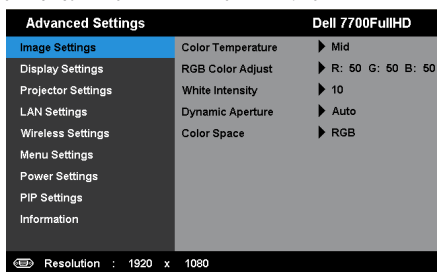 Advanced Settings Dell 7700FullHD
Image Settings Color Temperature Mid
Display Settings RGB Color Adjust R: 50 G: 50 B: 50
Projector Settings White Intensity 10
LAN Settings Dynamic Aperture Auto
Wireless Settings Color Space RGB
Menu Settings
Power Settings
PIP Settings
Information
Resolution : 1920 x 1080